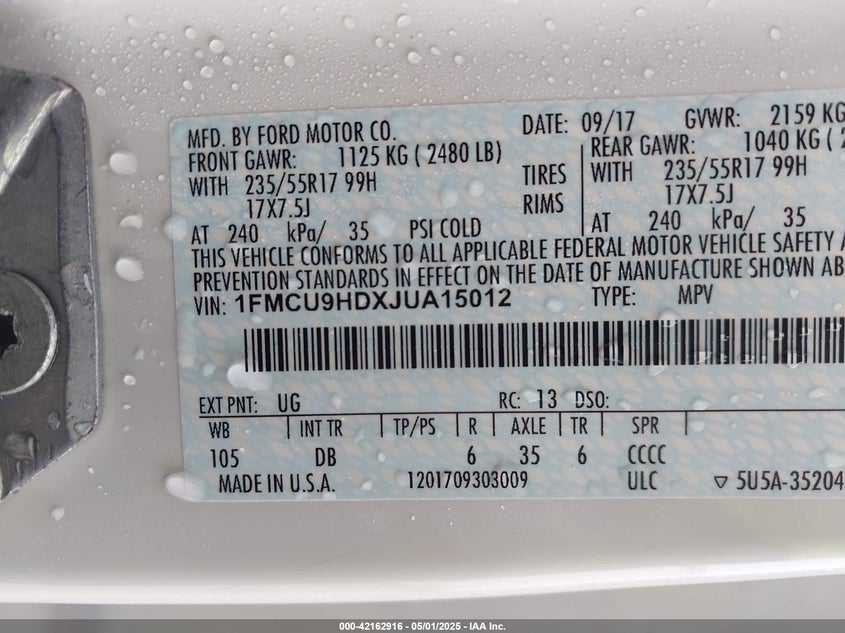 MFD. BY FORD MOTOR CO. DATE: 09/17 GVWR: 2159 KG
FRONT GAWR: 1125 KG ( 2480 LB) REAR GAWR: 1040 KG ( 2
WITH 235/55R17 99H TIRES WITH 235/55R17 99H
17X7.5J RIMS 17X7.5J
AT 240 kPa/ 35 PSI COLD AT 240 kPa/ 35
THIS VEHICLE CONFORMS TO ALL APPLICABLE FEDERAL MOTOR VEHICLE SAFETY A
PREVENTION STANDARDS IN EFFECT ON THE DATE OF MANUFACTURE SHOWN AB
VIN: 1FMCU9HDXJUA15012 TYPE: MPV
EXT PNT: UG RC: 13 DSO:
WB INT TR TP/PS R AXLE TR SPR
105 DB 6 35 6 CCCC
MADE IN U.S.A. 1201709303009 ULC ▽ 5U5A-35204
000-42162916 - 05/01/2025 - IAA Inc.